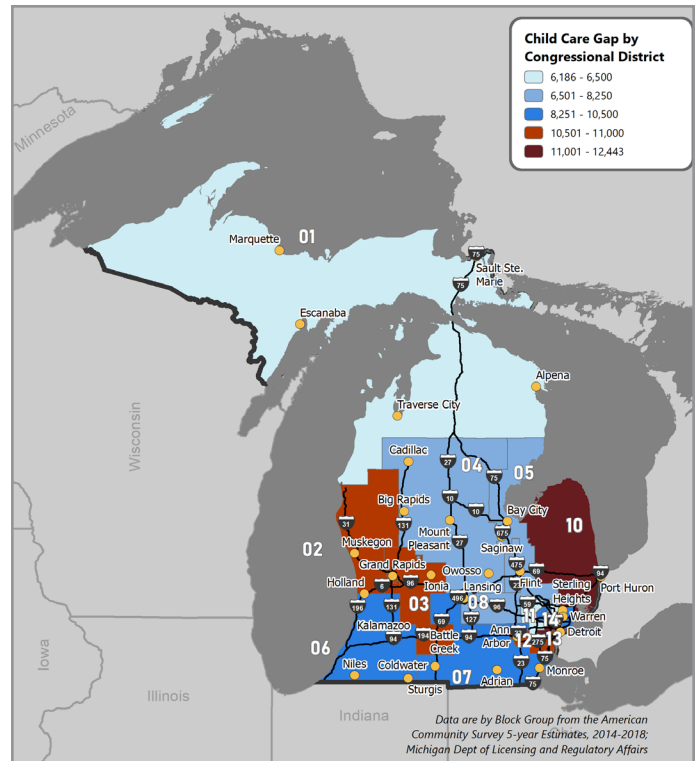 Child Care Gap by
Congressional District
6,186 - 6,500
6,501 - 8,250
8,251 - 10,500
10,501 - 11,000
11,001 - 12,443
Minnesota
Marquette
01
75
Sault Ste.
Marie
75
Escanaba
Alpena
Traverse City
Wisconsin
Cadillac
27
04
05
75
Big Rapids
10
10
Bay City
10
31
131
Mount
Pleasant
675
27
Saginaw
02
Muskegon
Grand Rapids
Owosso
475
69
94
Holland
6
96
Ionia
Lansing
Flint
Sterling
Heights
Port Huron
196
131
03
496
08
96
59
11
14
Warren
69
127
Kalamazoo
Detroit
94
194
Battle
Creek
94
Ann
Arbor
12
275
13
06
75
23
Niles
Coldwater
07
Adrian
Monroe
Sturgis
75
Iowa
Illinois
Indiana
Ohio
Data are by Block Group from the American
Community Survey 5-year Estimates, 2014-2018;
Michigan Dept of Licensing and Regulatory Affairs